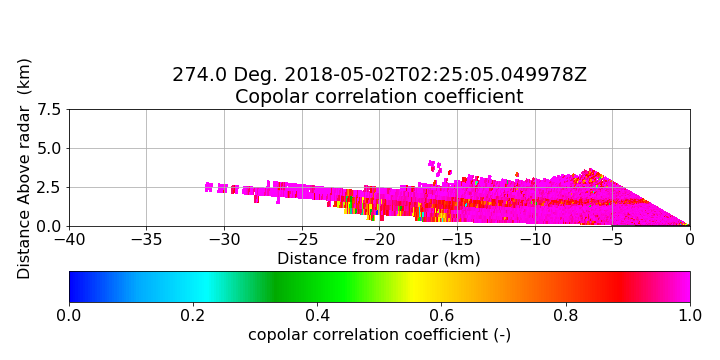 274.0 Deg. 2018-05-02T02:25:05.049978Z
Copolar correlation coefficient
Distance Above radar (km)
7.5
5.0
2.5
0.0
−40 −35 −30 −25 −20 −15 −10 −5 0
Distance from radar (km)
0.0 0.2 0.4 0.6 0.8 1.0
copolar correlation coefficient (-)